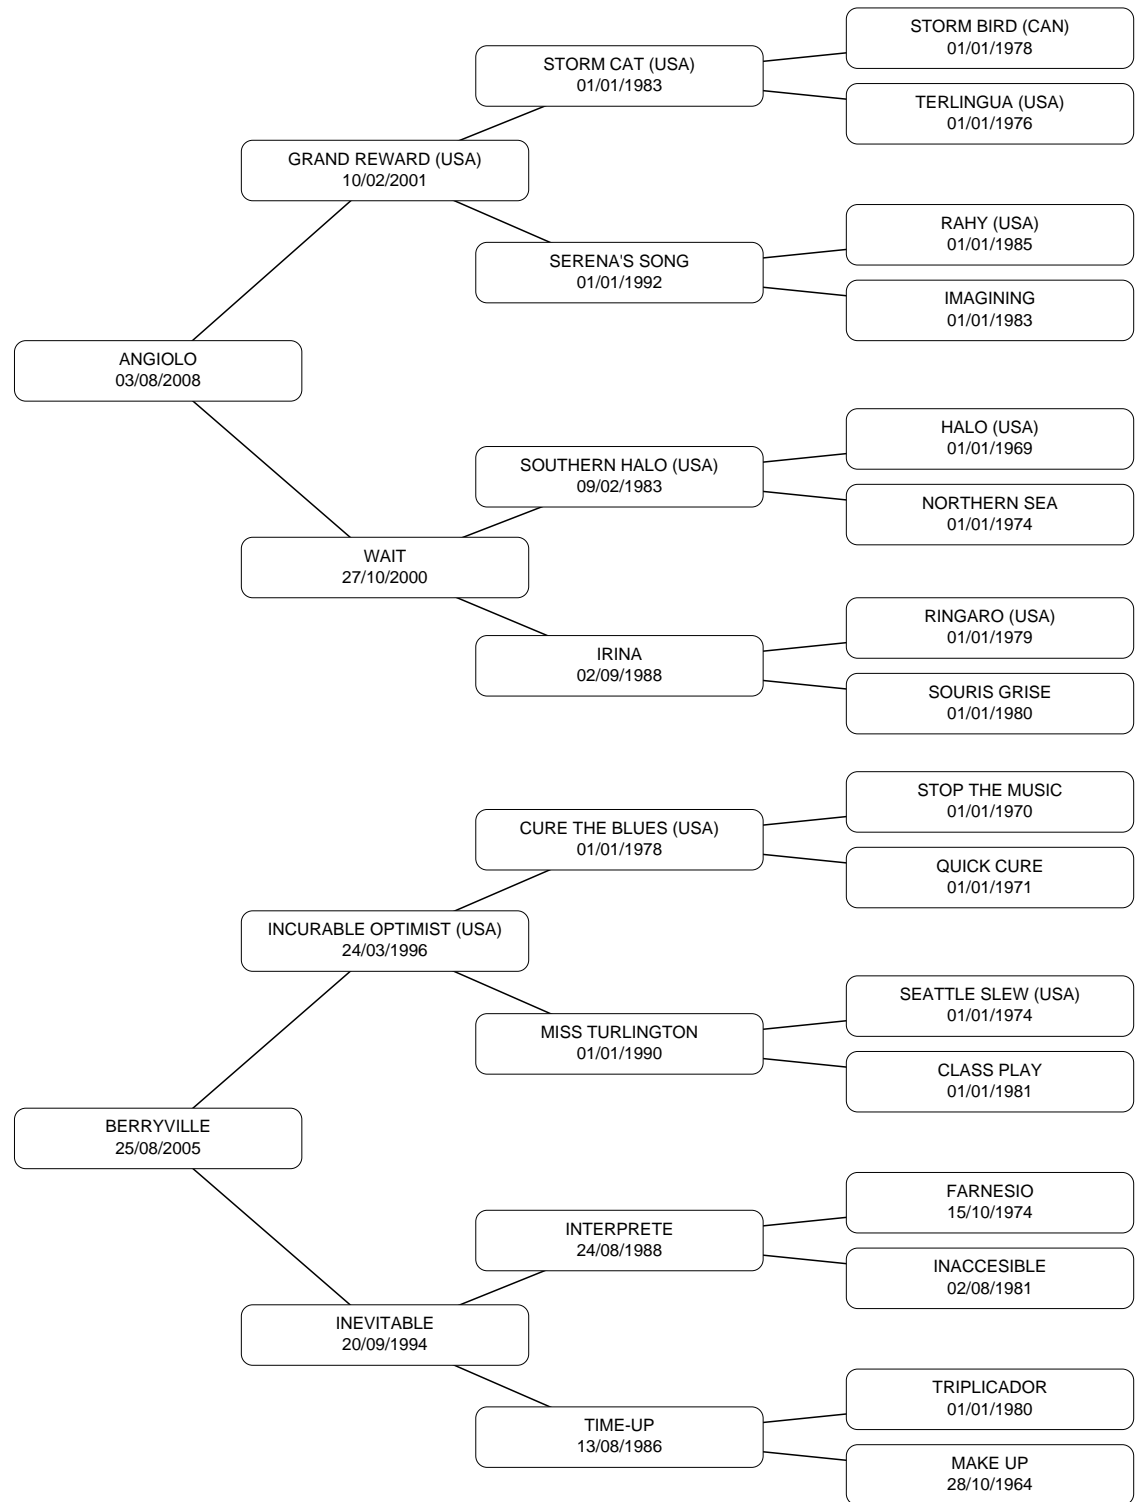 STORM BIRD (CAN)
01/01/1978
STORM CAT (USA)
01/01/1983
TERLINGUA (USA)
01/01/1976
GRAND REWARD (USA)
10/02/2001
RAHY (USA)
01/01/1985
SERENA'S SONG
01/01/1992
IMAGINING
01/01/1983
ANGIOLO
03/08/2008
HALO (USA)
01/01/1969
SOUTHERN HALO (USA)
09/02/1983
NORTHERN SEA
01/01/1974
WAIT
27/10/2000
RINGARO (USA)
01/01/1979
IRINA
02/09/1988
SOURIS GRISE
01/01/1980
STOP THE MUSIC
01/01/1970
CURE THE BLUES (USA)
01/01/1978
QUICK CURE
01/01/1971
INCURABLE OPTIMIST (USA)
24/03/1996
SEATTLE SLEW (USA)
01/01/1974
MISS TURLINGTON
01/01/1990
CLASS PLAY
01/01/1981
BERRYVILLE
25/08/2005
FARNESIO
15/10/1974
INTERPRETE
24/08/1988
INACCESIBLE
02/08/1981
INEVITABLE
20/09/1994
TRIPLICADOR
01/01/1980
TIME-UP
13/08/1986
MAKE UP
28/10/1964